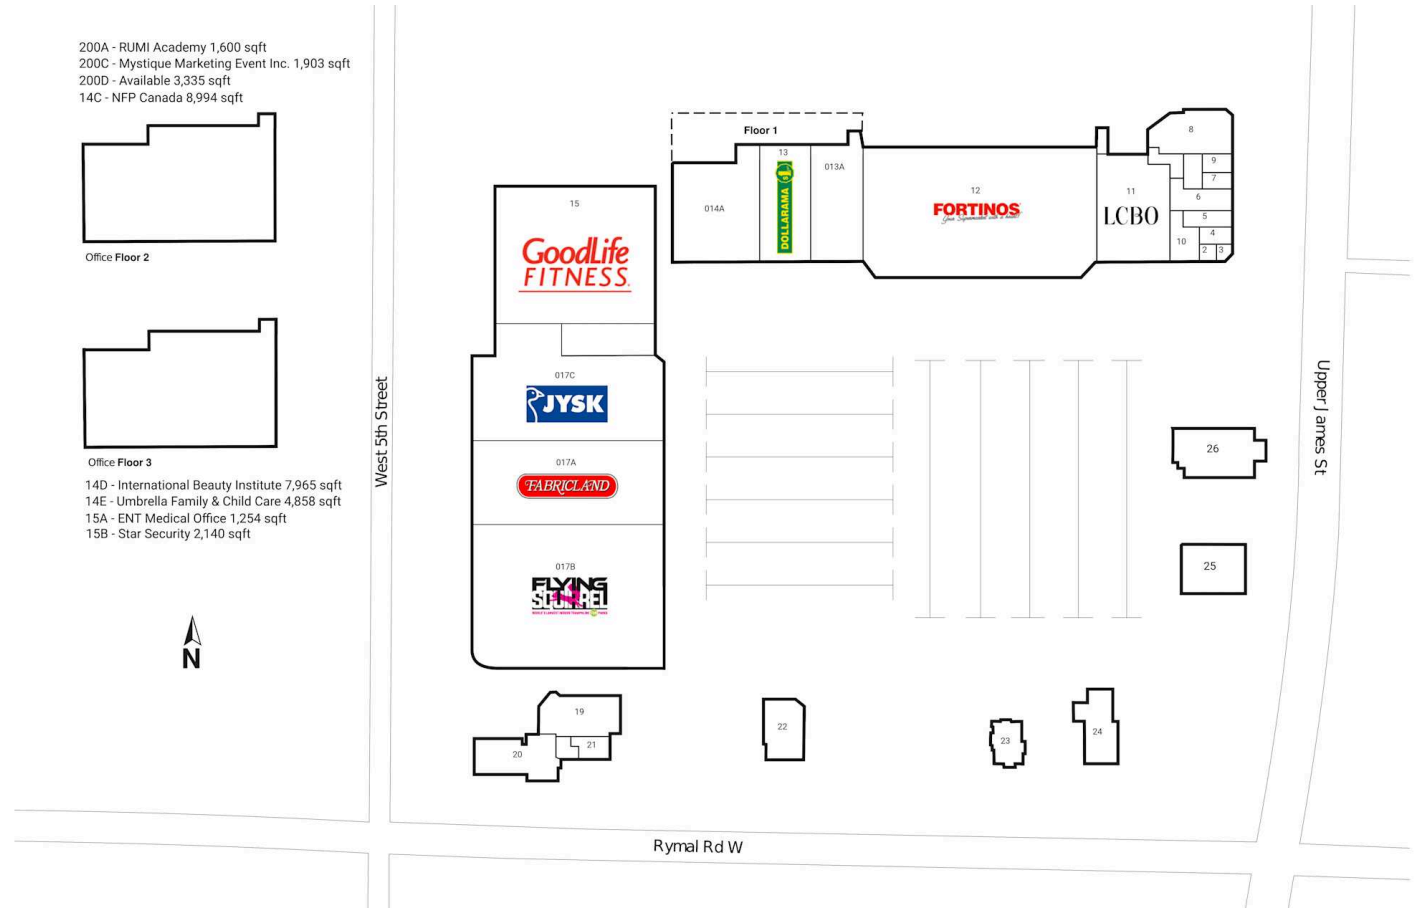 200A - RUMI Academy 1,600 sqft
200C - Mystique Marketing Event Inc. 1,903 sqft
200D - Available 3,335 sqft
14C - NFP Canada 8,994 sqft
Office Floor 2
Office Floor 3
14D - International Beauty Institute 7,965 sqft
14E - Umbrella Family & Child Care 4,858 sqft
15A - ENT Medical Office 1,254 sqft
15B - Star Security 2,140 sqft
N
West 5th Street
15
GoodLife
FITNESS
017C
JYSK
017A
FABRICLAND
017B
FLYING
SQUIRREL
Floor 1
014A
13
DOLLARAMA
013A
12
FORTINOS
11
LCBO
8
9
7
6
5
4
10
2
3
26
25
Upper James St
19
20
21
22
23
24
Rymal Rd W